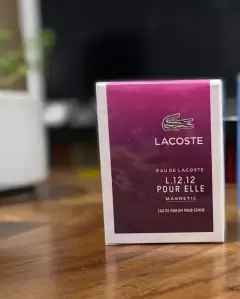 LACOSTE
EAU DE LACOSTE
L.12.12
POUR ELLE
MAGNETIC
EAU DE PARFUM POUR FEMME